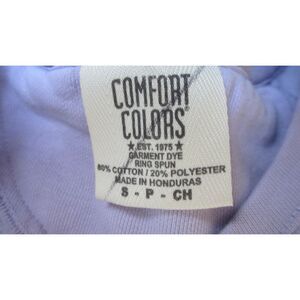 COMFORT
COLORS®
★ EST. 1975 ★
GARMENT DYE
RING SPUN
80% COTTON / 20% POLYESTER
MADE IN HONDURAS
S - P - CH